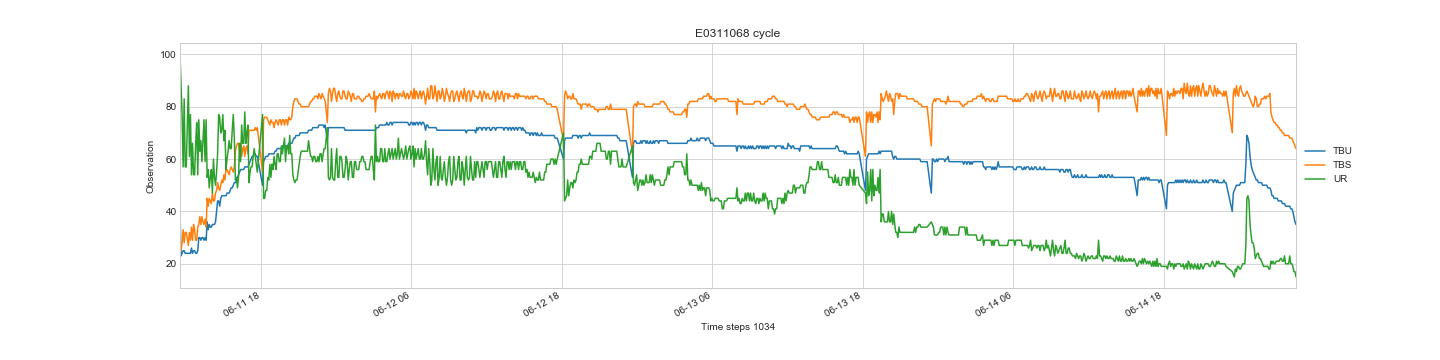 E0311068 cycle
Observation
100
80
60
40
20
06-11 18
06-12 06
06-12 18
06-13 06
06-13 18
06-14 06
06-14 18
Time steps 1034
TBU
TBS
UR